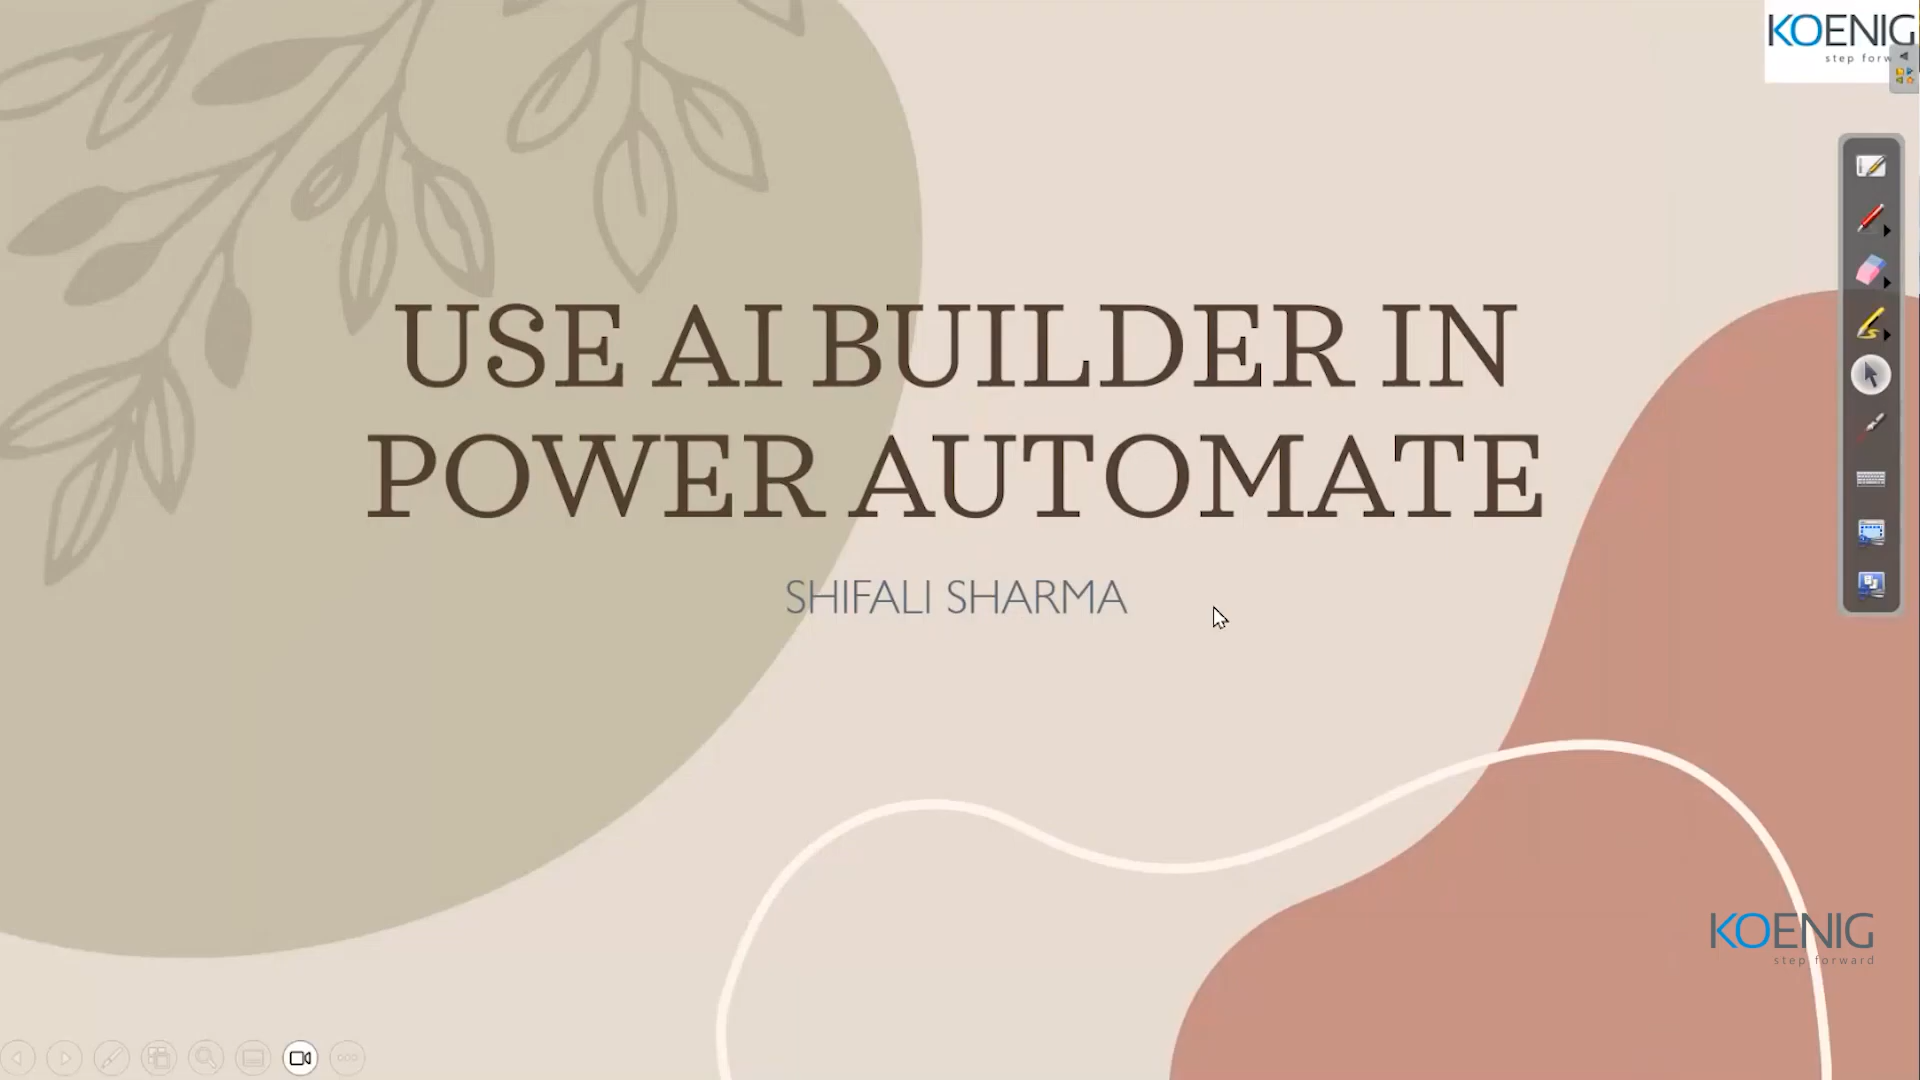 KOENIG
step forw
USE AI BUILDER IN
POWER AUTOMATE
SHIFALI SHARMA
KOENIG
step forward